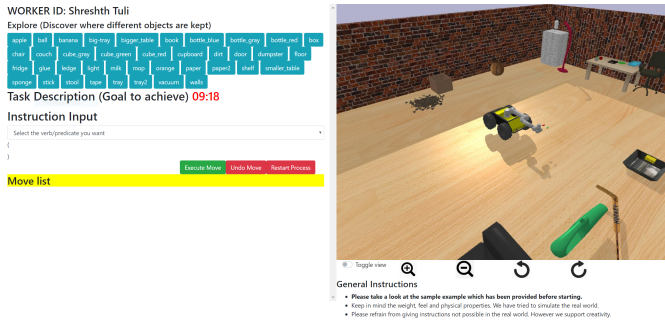 WORKER ID: Shreshth Tuli
Explore (Discover where different objects are kept)
apple ball banana big-tray bigger_table book bottle_blue bottle_gray bottle_red box
chair couch cube_gray cube_green cube_red cupboard dirt door dumpster floor
fridge glue ledge light milk mop orange paper paper2 shelf smaller_table
sponge stick stool tape tray tray2 vacuum walls
Task Description (Goal to achieve) 09:18
Instruction Input
Select the verb/predicate you want
(
)
Execute Move Undo Move Restart Process
Move list
Toggle view
General Instructions
Please take a look at the sample example which has been provided before starting.
Keep in mind the weight, feel and physical properties. We have tried to simulate the real world.
Please refrain from giving instructions not possible in the real world. However we support creativity.